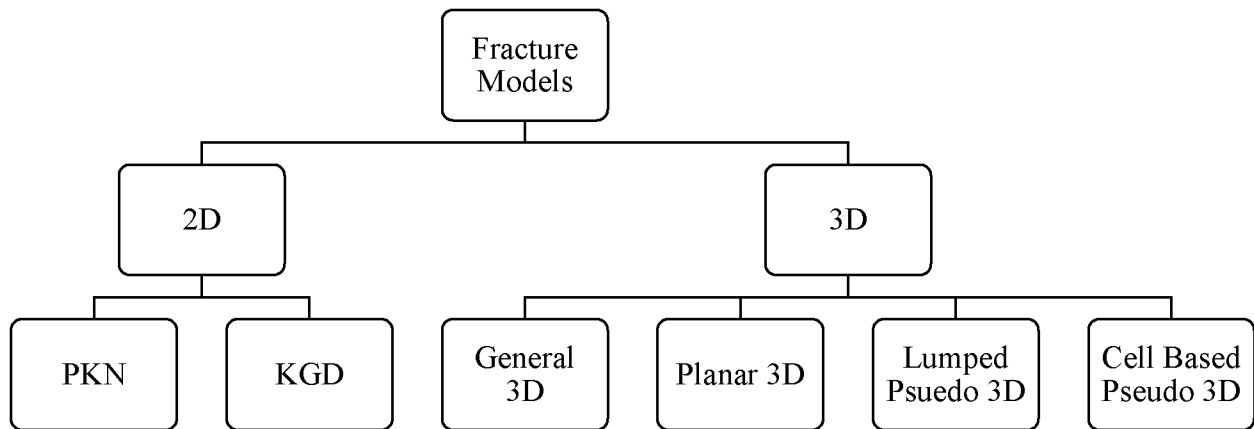 Fracture
Models
2D
3D
PKN
KGD
General
3D
Planar 3D
Lumped
Psuedo 3D
Cell Based
Pseudo 3D